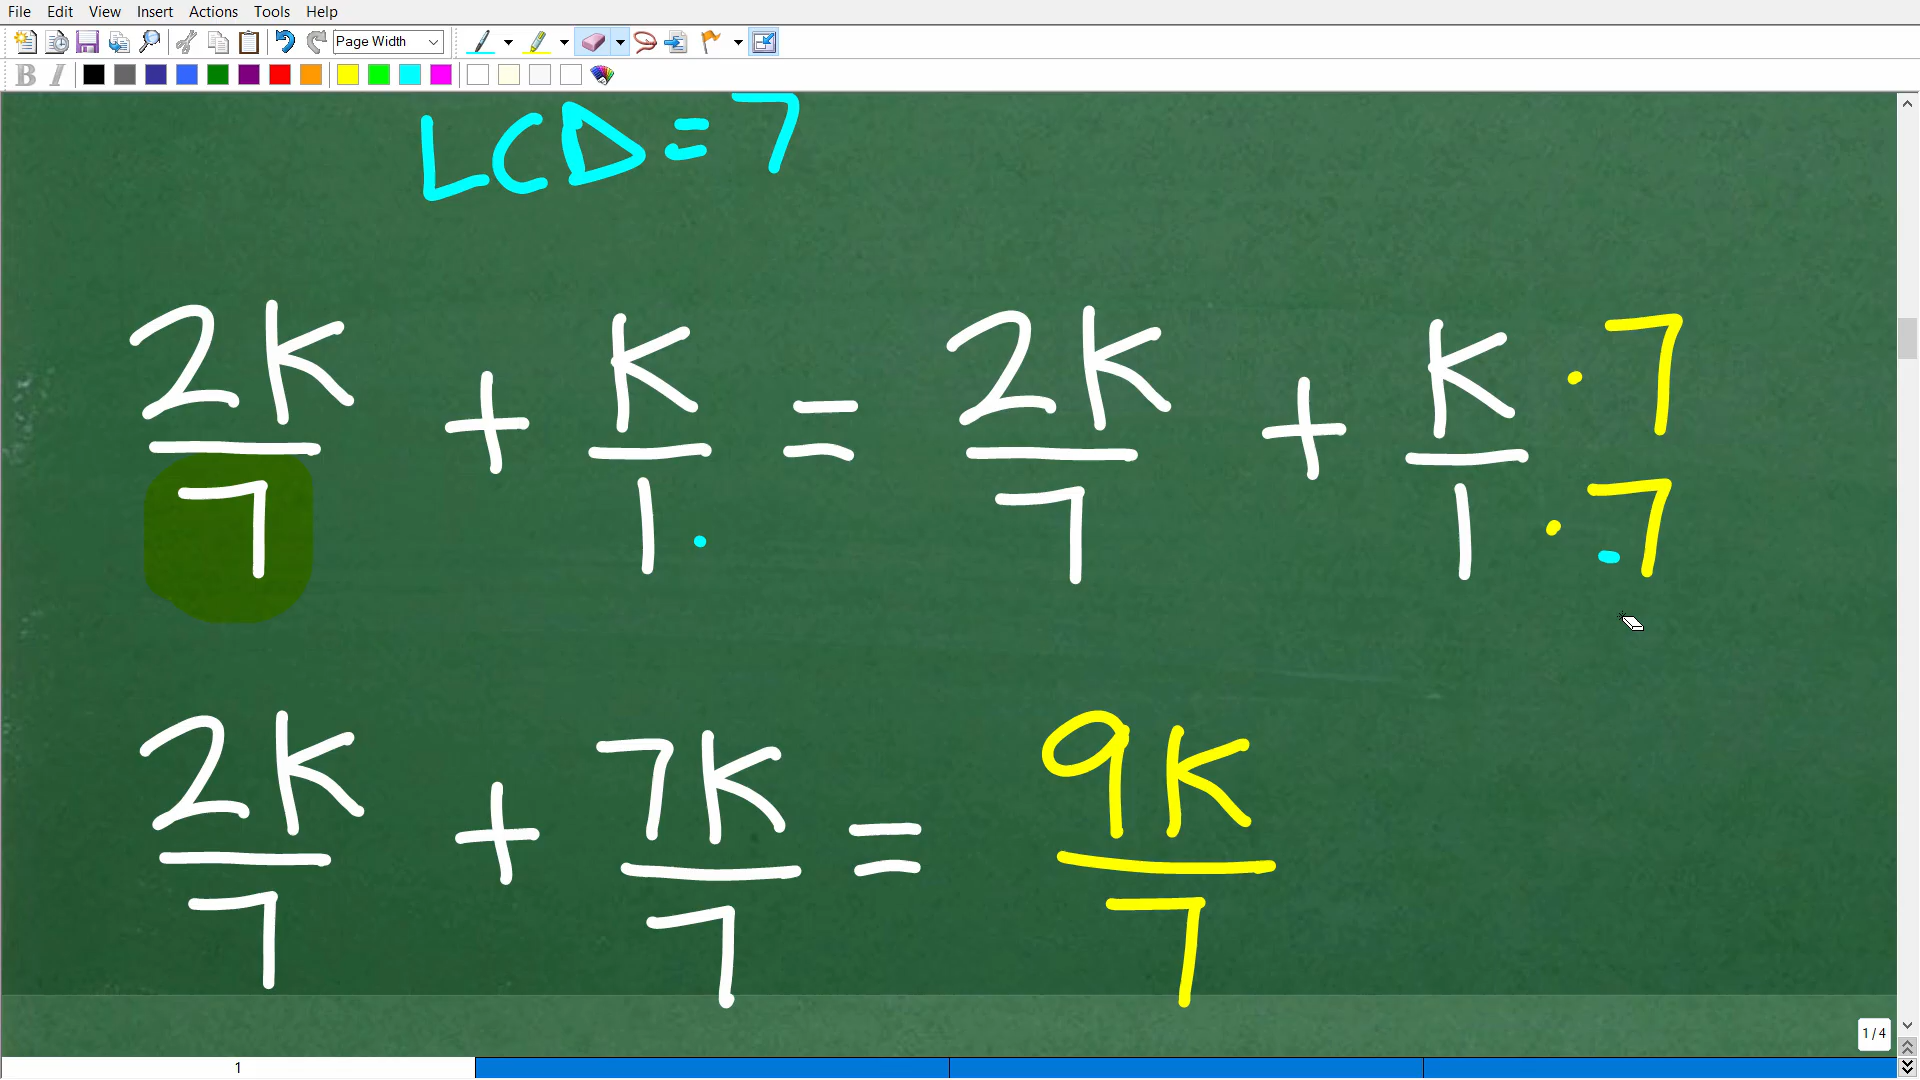 File Edit View Insert Actions Tools Help
Page Width
B I
LCD = 7
2K/7 + K/1 = 2K/7 + K/1 · 7/7
2K/7 + 7K/7 = 9K/7
1 / 4
1